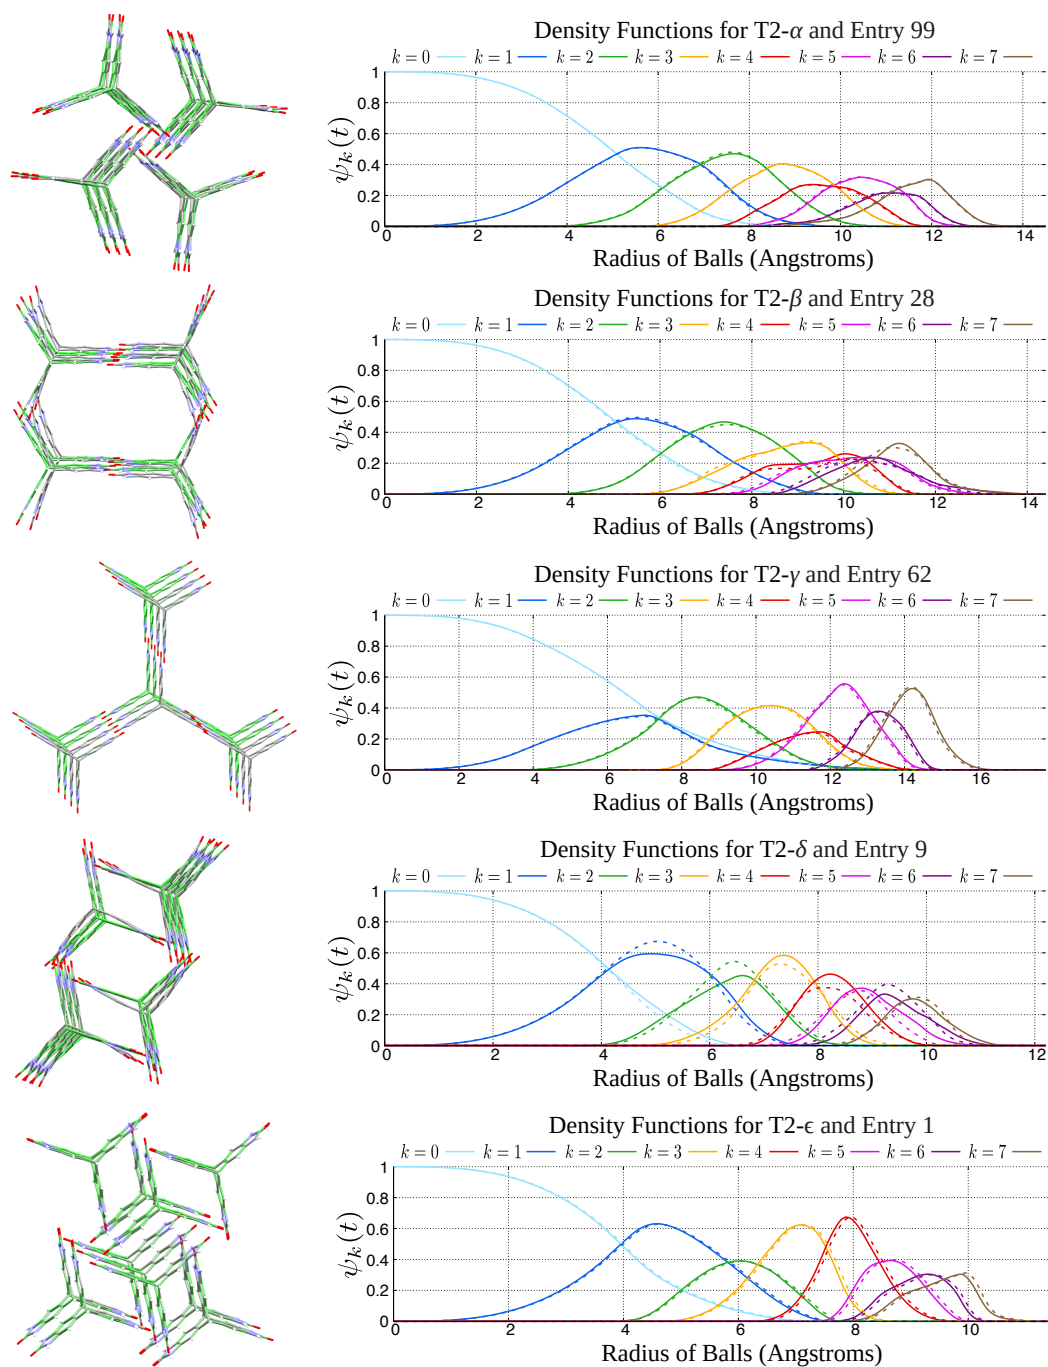 Density Functions for T2-α and Entry 99
k = 0 k = 1 k = 2 k = 3 k = 4 k = 5 k = 6 k = 7
1
0.8
0.6
0.4
0.2
0
ψk(t)
0 2 4 6 8 10 12 14
Radius of Balls (Angstroms)
Density Functions for T2-β and Entry 28
k = 0 k = 1 k = 2 k = 3 k = 4 k = 5 k = 6 k = 7
1
0.8
0.6
0.4
0.2
0
ψk(t)
0 2 4 6 8 10 12 14
Radius of Balls (Angstroms)
Density Functions for T2-γ and Entry 62
k = 0 k = 1 k = 2 k = 3 k = 4 k = 5 k = 6 k = 7
1
0.8
0.6
0.4
0.2
0
ψk(t)
0 2 4 6 8 10 12 14 16
Radius of Balls (Angstroms)
Density Functions for T2-δ and Entry 9
k = 0 k = 1 k = 2 k = 3 k = 4 k = 5 k = 6 k = 7
1
0.8
0.6
0.4
0.2
0
ψk(t)
0 2 4 6 8 10 12
Radius of Balls (Angstroms)
Density Functions for T2-ϵ and Entry 1
k = 0 k = 1 k = 2 k = 3 k = 4 k = 5 k = 6 k = 7
1
0.8
0.6
0.4
0.2
0
ψk(t)
0 2 4 6 8 10
Radius of Balls (Angstroms)